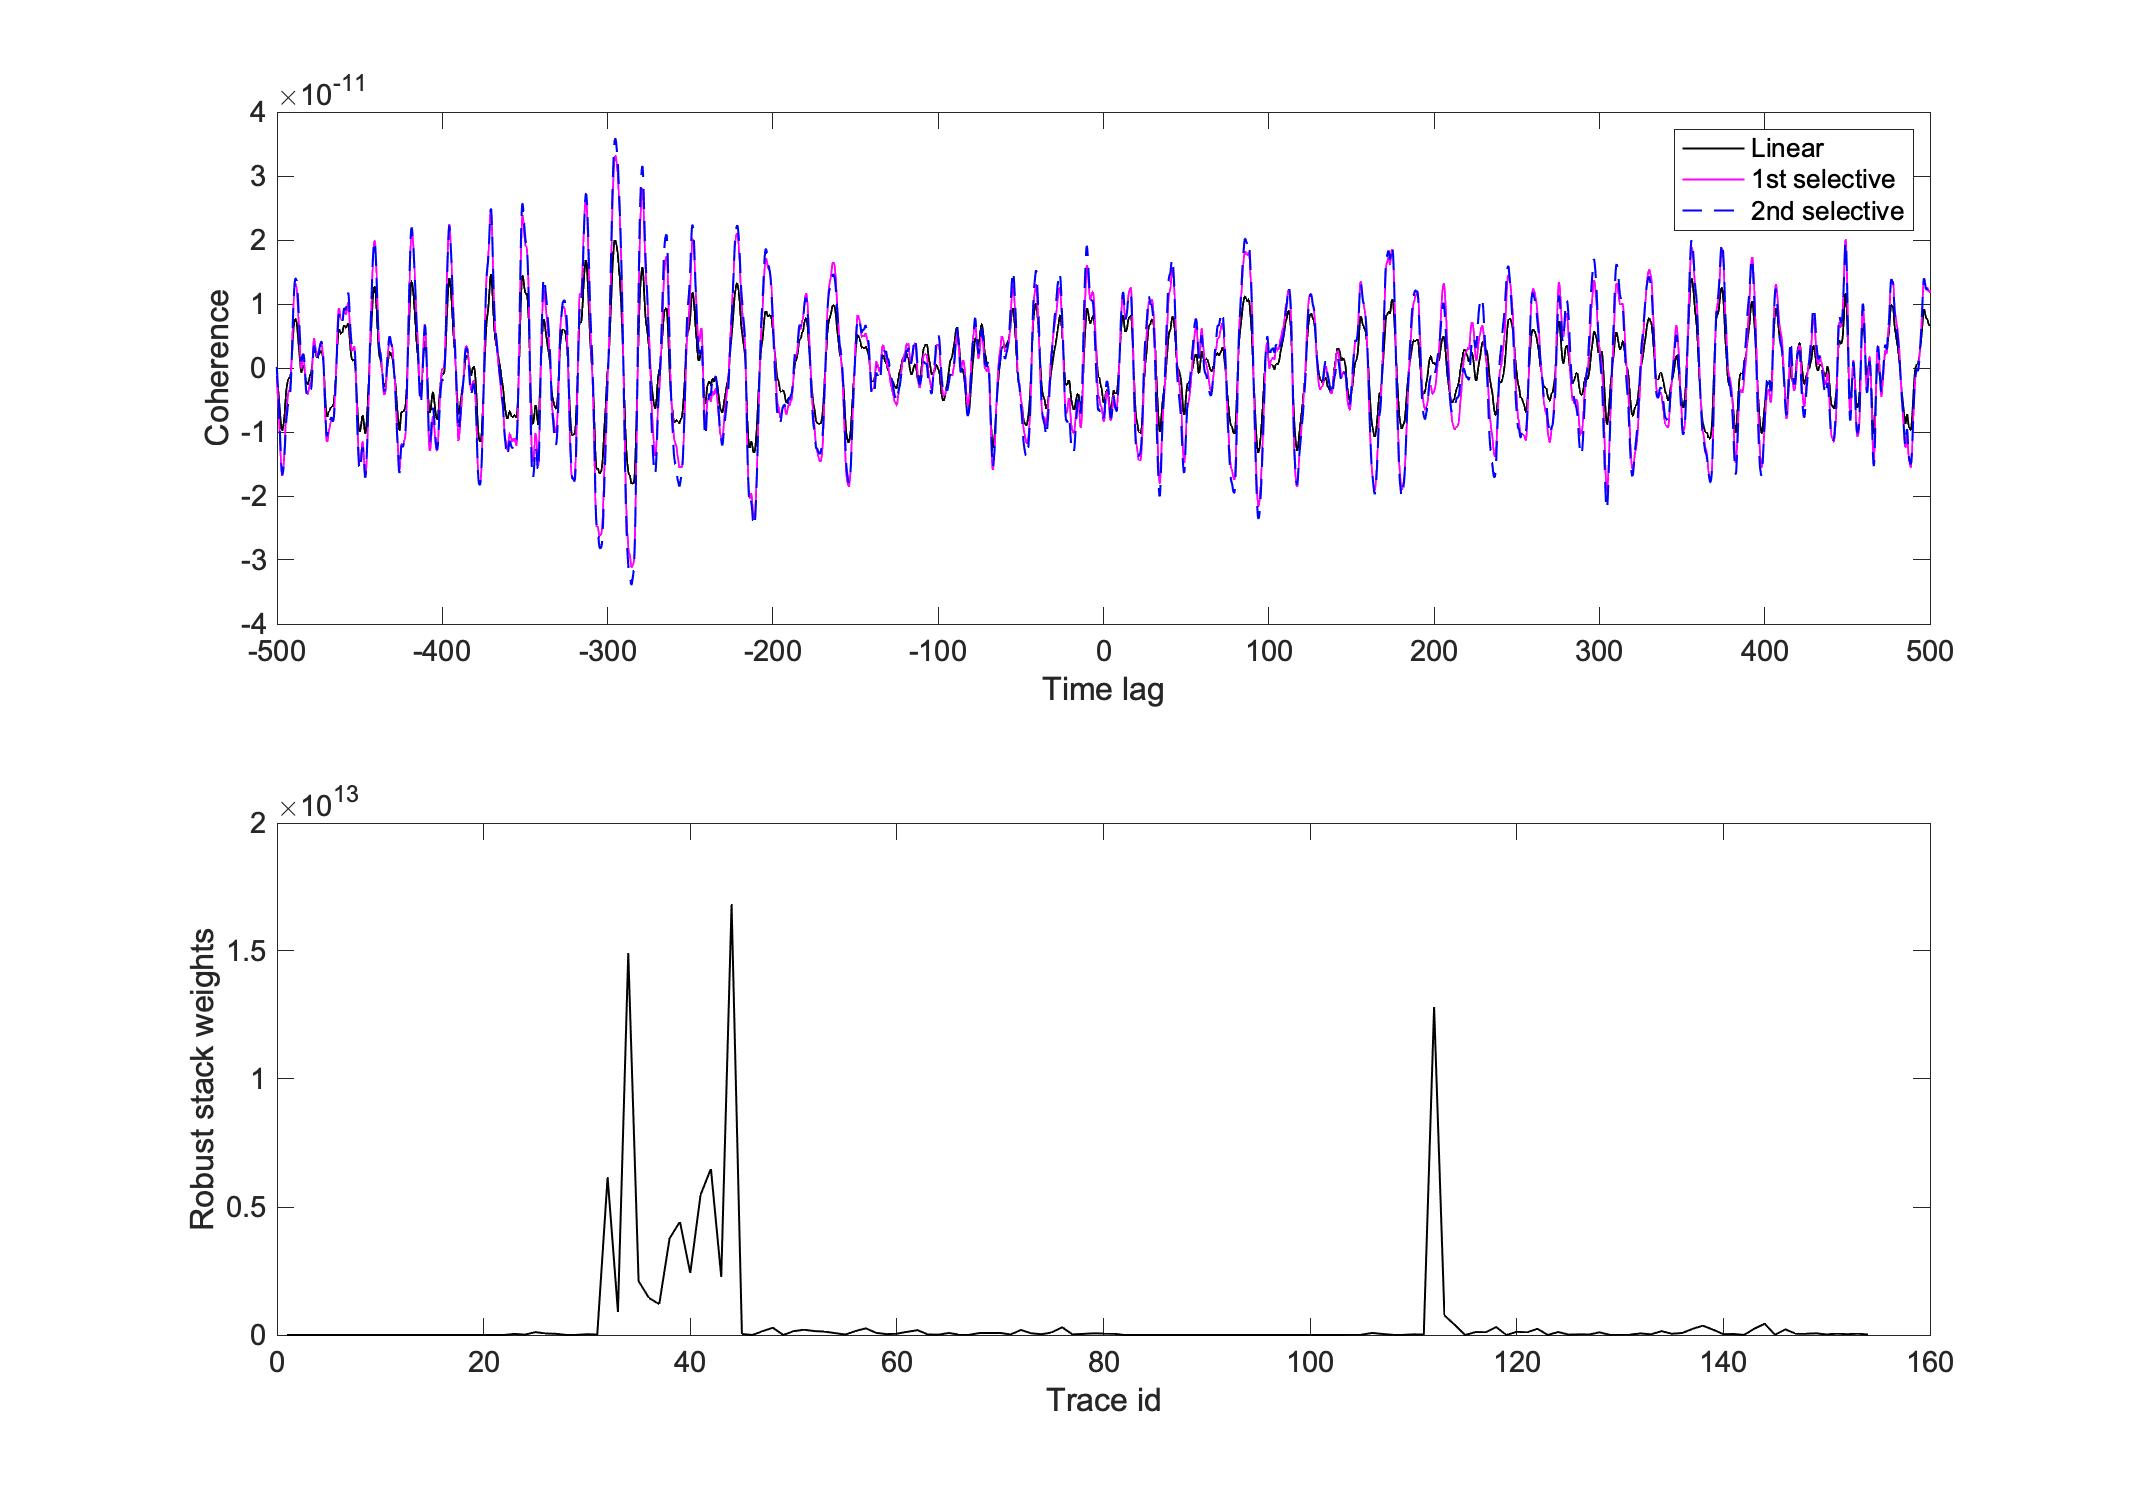 ×10-11
4
3
2
1
0
-1
-2
-3
-4
Coherence
Linear
1st selective
2nd selective
-500 -400 -300 -200 -100 0 100 200 300 400 500
Time lag
×1013
2
1.5
1
0.5
0
Robust stack weights
0 20 40 60 80 100 120 140 160
Trace id